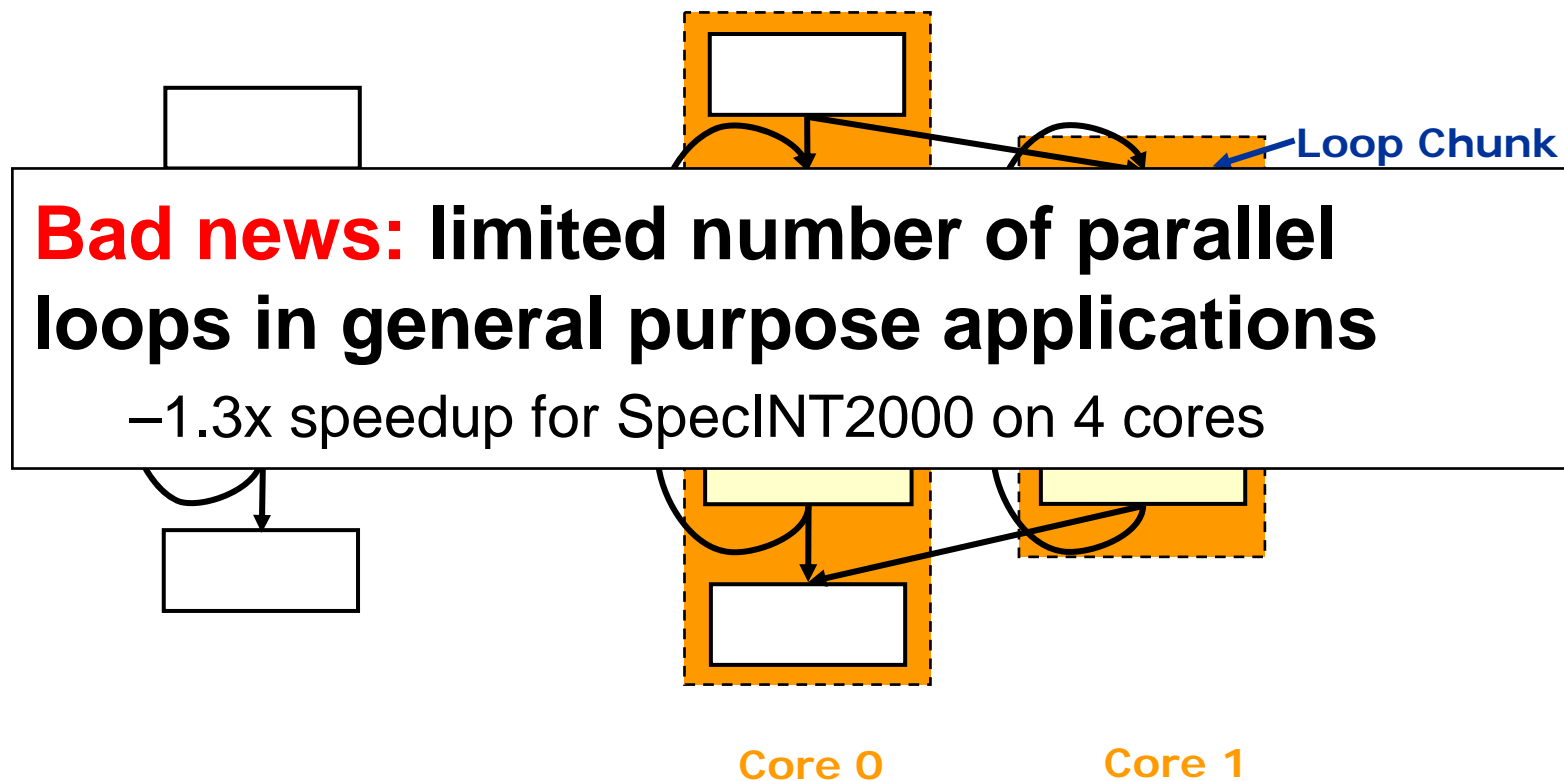 Loop Chunk
Bad news: limited number of parallel
loops in general purpose applications
–1.3x speedup for SpecINT2000 on 4 cores
Core 0
Core 1